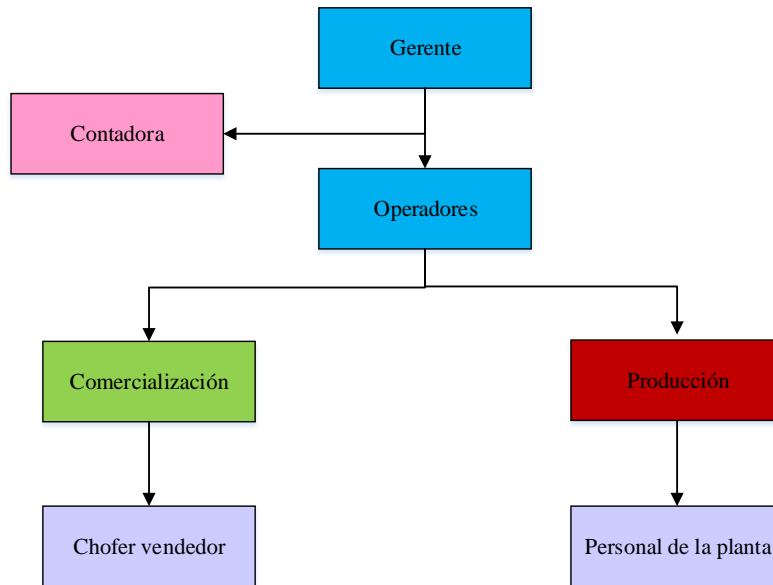 Gerente
Contadora
Operadores
Comercialización
Producción
Chofer vendedor
Personal de la planta